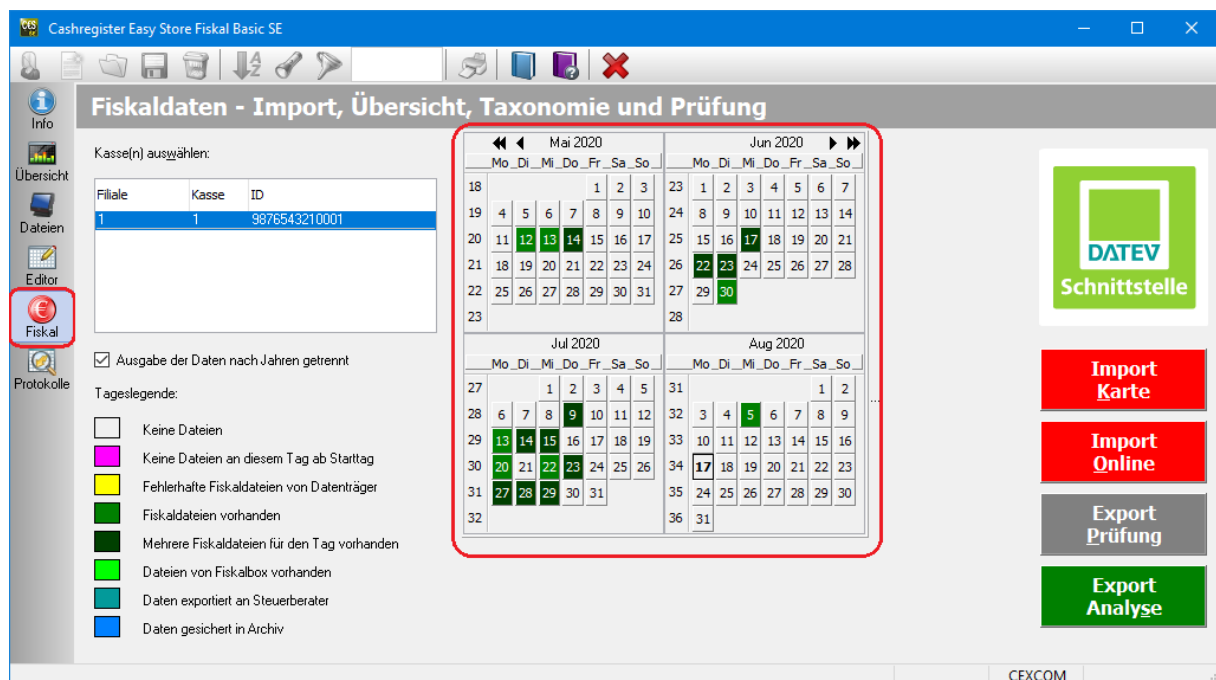 CES
Cashregister Easy Store Fiskal Basic SE
Info
Übersicht
Dateien
Editor
Fiskal
Protokolle
Fiskaldaten - Import, Übersicht, Taxonomie und Prüfung
Kasse(n) auswählen:
Filiale Kasse ID
1 1 9876543210001
Ausgabe der Daten nach Jahren getrennt
Tageslegende:
Keine Dateien
Keine Dateien an diesem Tag ab Starttag
Fehlerhafte Fiskaldateien von Datenträger
Fiskaldateien vorhanden
Mehrere Fiskaldateien für den Tag vorhanden
Dateien von Fiskalbox vorhanden
Daten exportiert an Steuerberater
Daten gesichert in Archiv
Mai 2020
Mo Di Mi Do Fr Sa So
18 1 2 3
19 4 5 6 7 8 9 10
20 11 12 13 14 15 16 17
21 18 19 20 21 22 23 24
22 25 26 27 28 29 30 31
23
Jun 2020
Mo Di Mi Do Fr Sa So
23 1 2 3 4 5 6 7
24 8 9 10 11 12 13 14
25 15 16 17 18 19 20 21
26 22 23 24 25 26 27 28
27 29 30
28
Jul 2020
Mo Di Mi Do Fr Sa So
27 1 2 3 4 5
28 6 7 8 9 10 11 12
29 13 14 15 16 17 18 19
30 20 21 22 23 24 25 26
31 27 28 29 30 31
32
Aug 2020
Mo Di Mi Do Fr Sa So
31 1 2
32 3 4 5 6 7 8 9
33 10 11 12 13 14 15 16
34 17 18 19 20 21 22 23
35 24 25 26 27 28 29 30
36 31
DATEV
Schnittstelle
Import
Karte
Import
Online
Export
Prüfung
Export
Analyse
CEXCOM